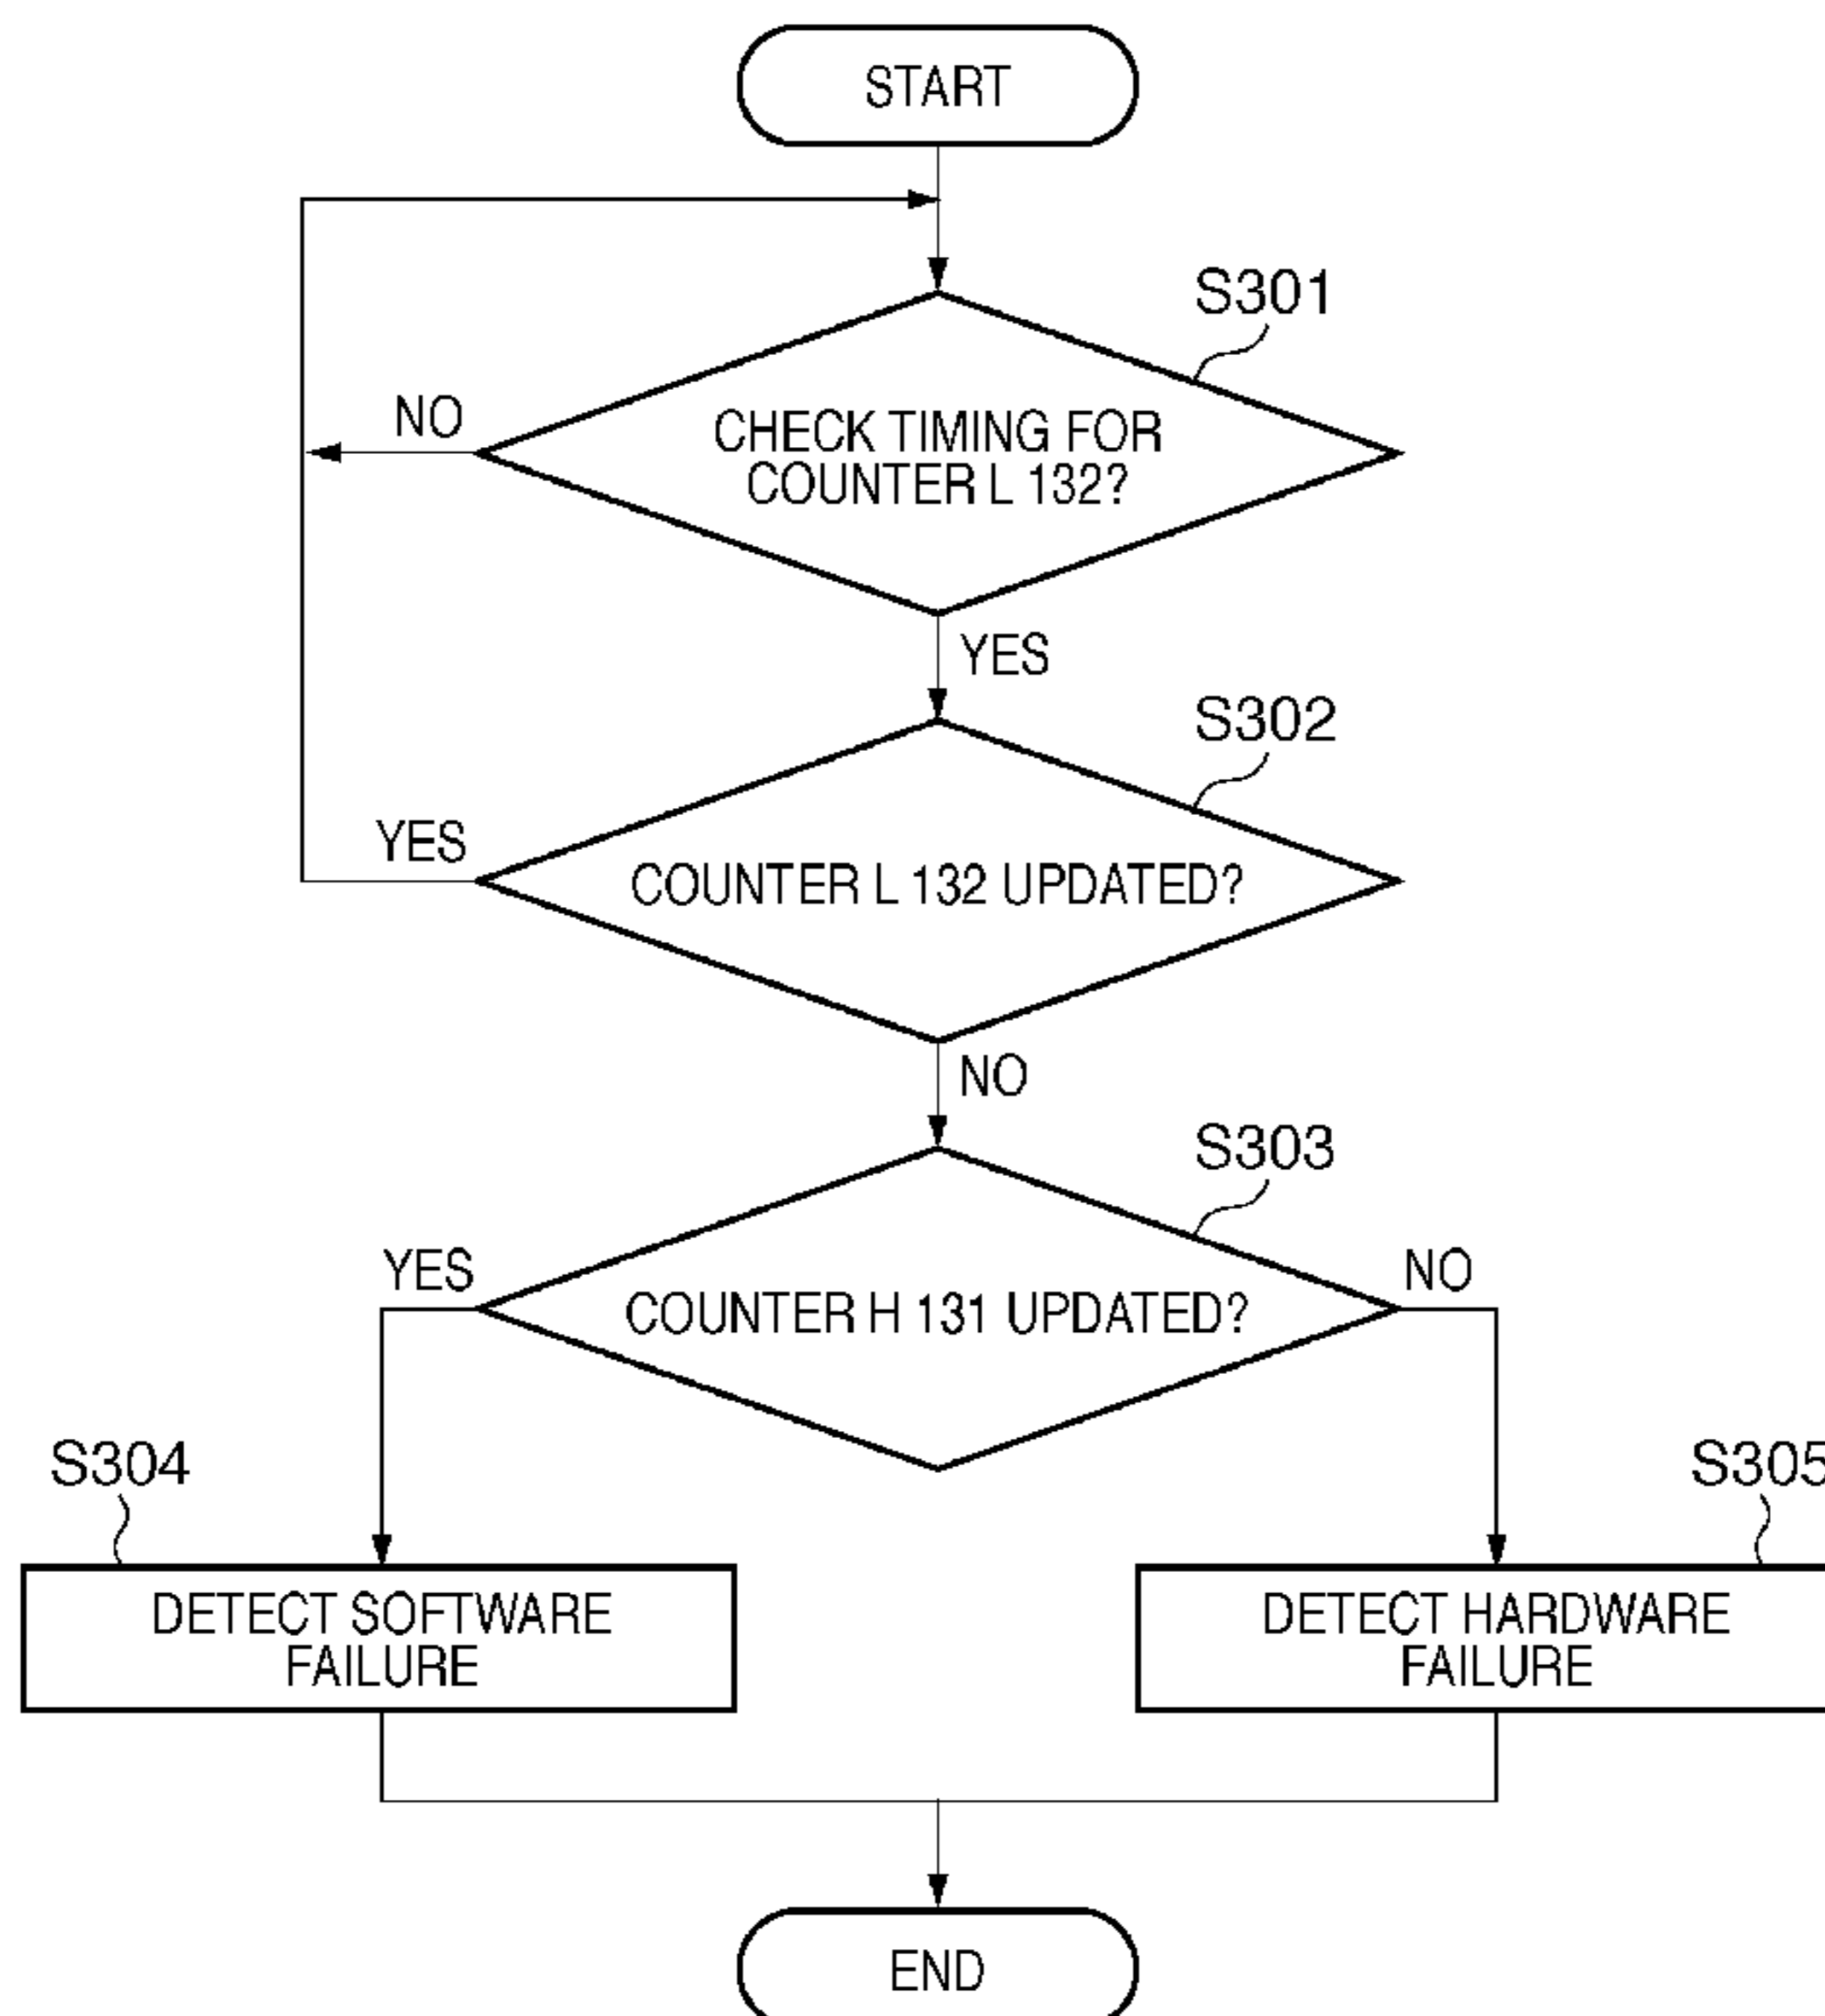 START
S301
NO
CHECK TIMING FOR
COUNTER L 132?
YES
S302
YES
COUNTER L 132 UPDATED?
NO
S303
YES
NO
COUNTER H 131 UPDATED?
S304
S305
DETECT SOFTWARE
FAILURE
DETECT HARDWARE
FAILURE
END